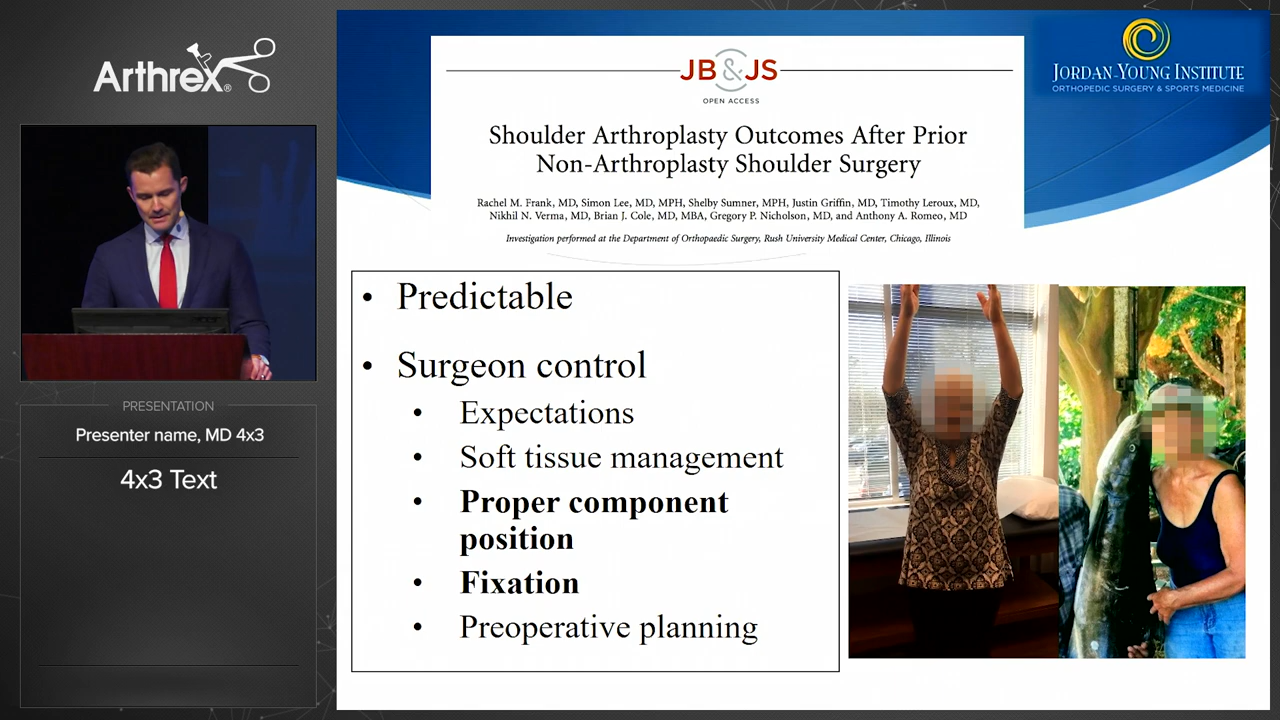 Arthrex®
PRESENTATION
Presenter Name, MD 4x3
4x3 Text
JB&JS
OPEN ACCESS
Shoulder Arthroplasty Outcomes After Prior
Non-Arthroplasty Shoulder Surgery
Rachel M. Frank, MD, Simon Lee, MD, MPH, Shelby Sumner, MPH, Justin Griffin, MD, Timothy Leroux, MD,
Nikhil N. Verma, MD, Brian J. Cole, MD, MBA, Gregory P. Nicholson, MD, and Anthony A. Romeo, MD
Investigation performed at the Department of Orthopaedic Surgery, Rush University Medical Center, Chicago, Illinois
JORDAN-YOUNG INSTITUTE
ORTHOPEDIC SURGERY & SPORTS MEDICINE
• Predictable
• Surgeon control
• Expectations
• Soft tissue management
• Proper component
position
• Fixation
• Preoperative planning